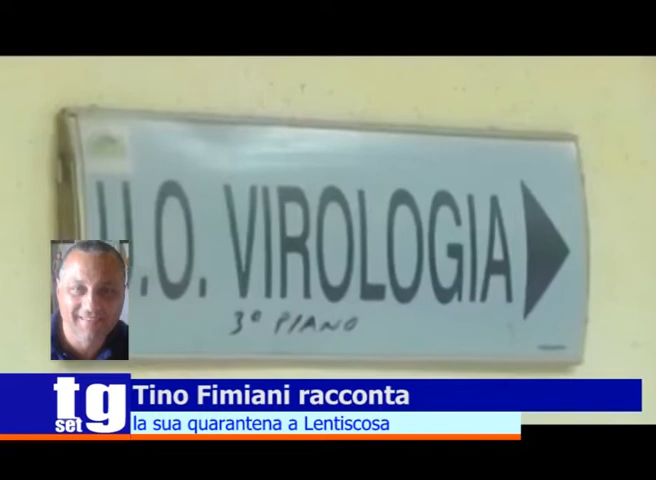 U.O. VIROLOGIA
3° PIANO
tg
set
Tino Fimiani racconta
la sua quarantena a Lentiscosa